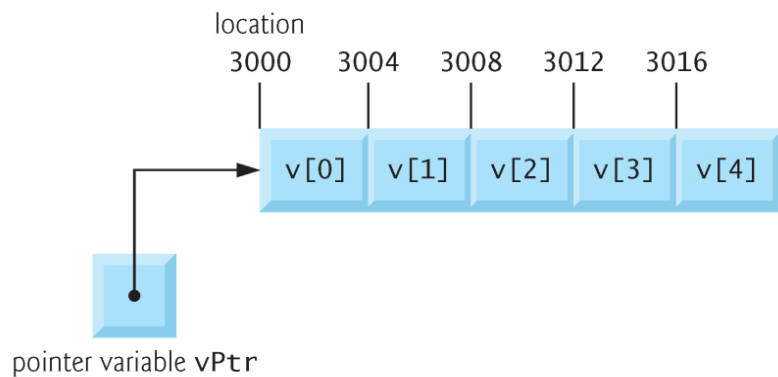 location
3000 3004 3008 3012 3016
v[0] v[1] v[2] v[3] v[4]
pointer variable vPtr